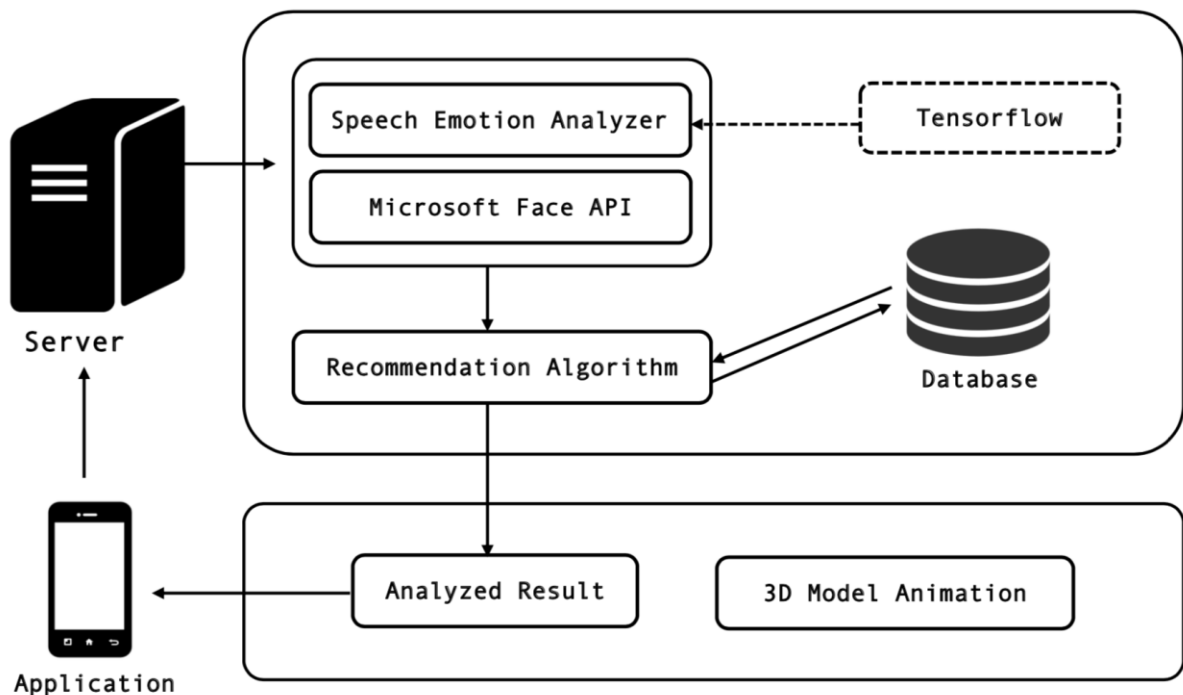 Speech Emotion Analyzer
Tensorflow
Microsoft Face API
Server
Recommendation Algorithm
Database
Analyzed Result
3D Model Animation
Application